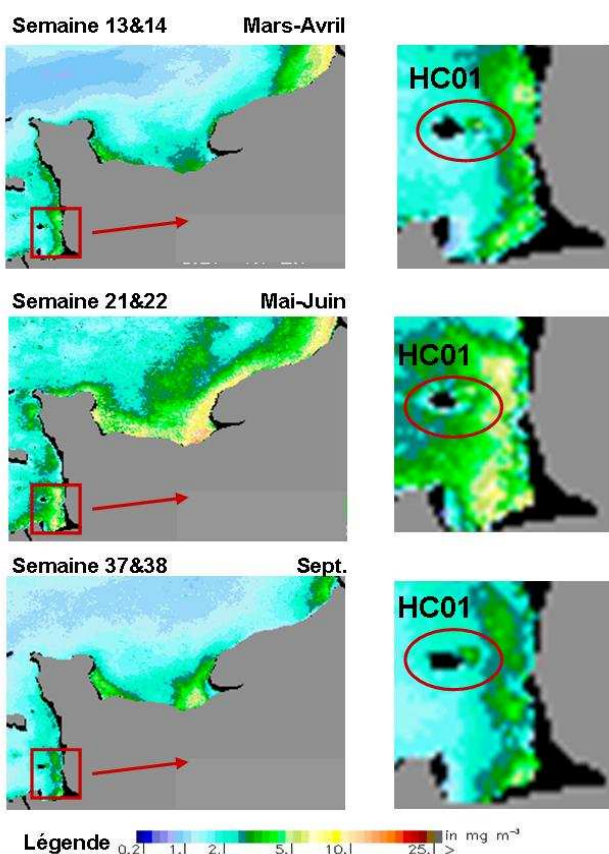 Semaine 13&14 Mars-Avril
HC01
Semaine 21&22 Mai-Juin
HC01
Semaine 37&38 Sept.
HC01
Légende 0.2 1. 2. 5. 10. 25. > in mg m⁻³